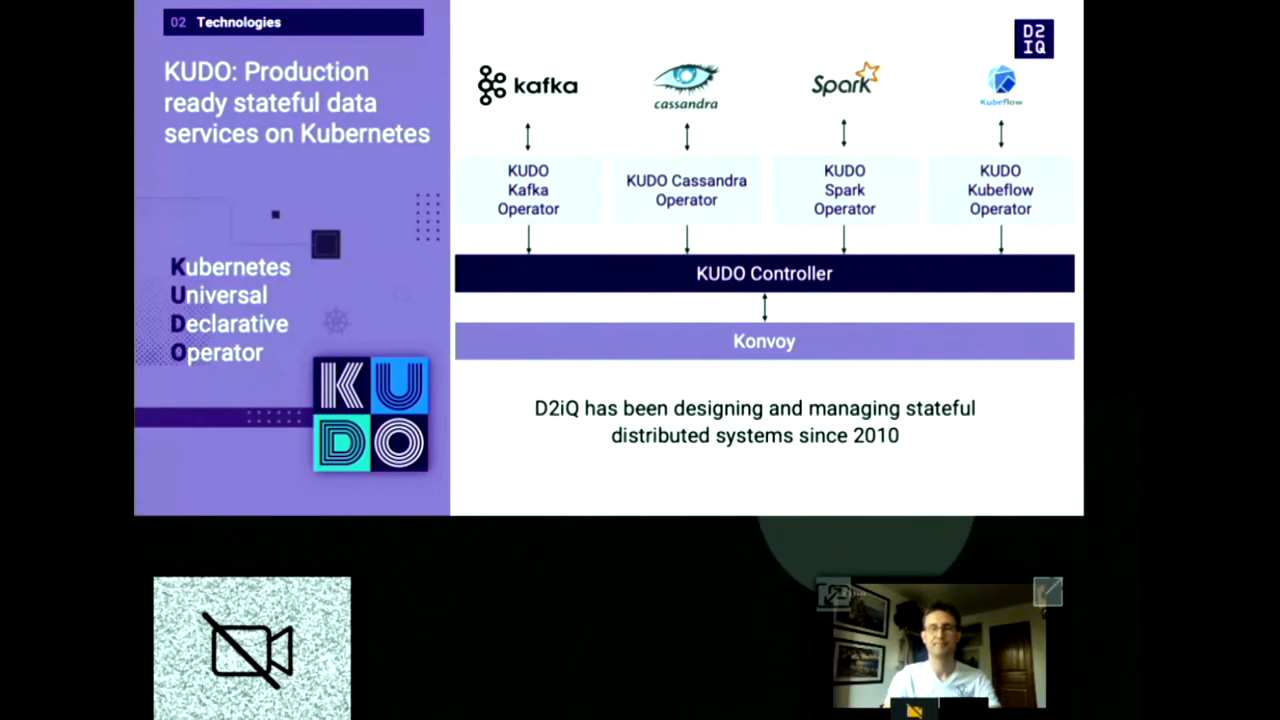 02 Technologies
KUDO: Production
ready stateful data
services on Kubernetes
Kubernetes
Universal
Declarative
Operator
K U
D O
D2
IQ
kafka
cassandra
Spark
Kubeflow
KUDO
Kafka
Operator
KUDO Cassandra
Operator
KUDO
Spark
Operator
KUDO
Kubeflow
Operator
KUDO Controller
Konvoy
D2iQ has been designing and managing stateful
distributed systems since 2010